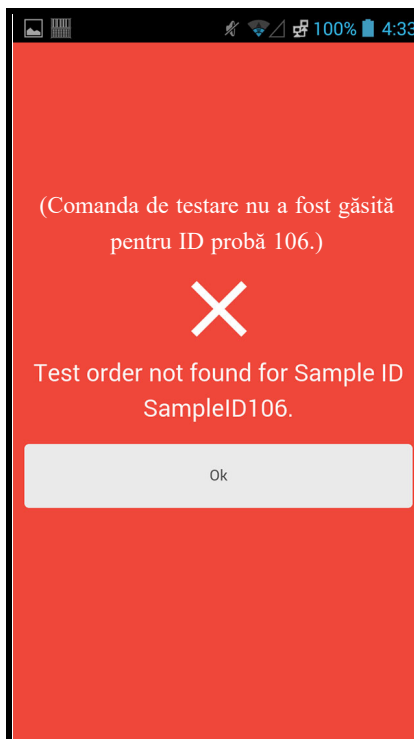 100% 4:33
(Comanda de testare nu a fost găsită
pentru ID probă 106.)
Test order not found for Sample ID
SampleID106.
Ok